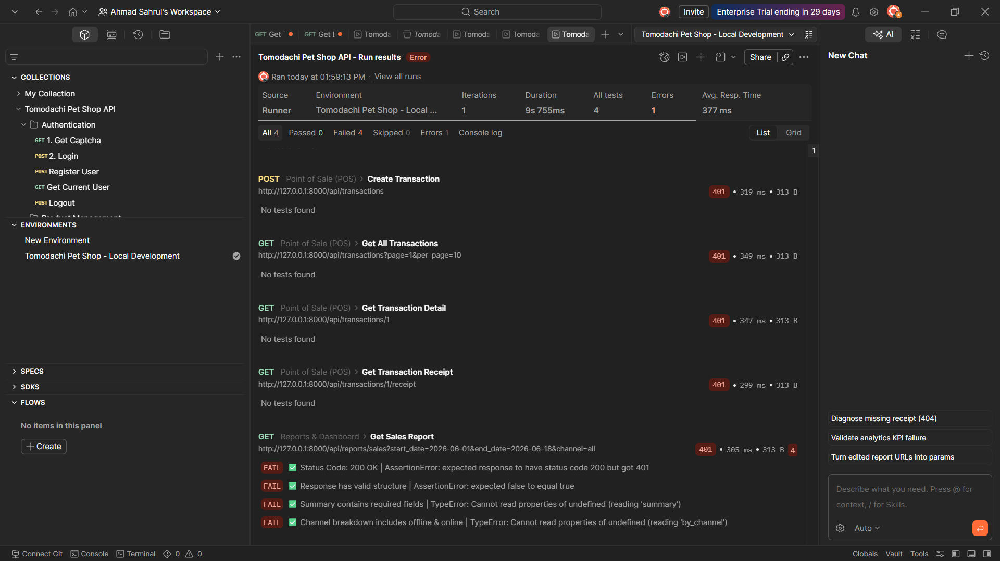 Ahmad Sahrul's Workspace
Search
Invite
Enterprise Trial ending in 29 days
GET Get
GET Get
Tomoda
Tomoda
Tomoda
Tomoda
Tomoda
Tomodachi Pet Shop - Local Development
AI
Tomodachi Pet Shop API - Run results Error
Share
New Chat
Ran today at 01:59:13 PM · View all runs
COLLECTIONS
My Collection
Tomodachi Pet Shop API
Authentication
GET 1. Get Captcha
POST 2. Login
POST Register User
GET Get Current User
POST Logout
Product Management
ENVIRONMENTS
New Environment
Tomodachi Pet Shop - Local Development
SPECS
SDKS
FLOWS
No items in this panel
Create
Source Environment Iterations Duration All tests Errors Avg. Resp. Time
Runner Tomodachi Pet Shop - Local ... 1 9s 755ms 4 1 377 ms
All 4 Passed 0 Failed 4 Skipped 0 Errors 1 Console log List Grid
1
POST Point of Sale (POS) > Create Transaction
http://127.0.0.1:8000/api/transactions 401 • 319 ms • 313 B
No tests found
GET Point of Sale (POS) > Get All Transactions
http://127.0.0.1:8000/api/transactions?page=1&per_page=10 401 • 349 ms • 313 B
No tests found
GET Point of Sale (POS) > Get Transaction Detail
http://127.0.0.1:8000/api/transactions/1 401 • 347 ms • 313 B
No tests found
GET Point of Sale (POS) > Get Transaction Receipt
http://127.0.0.1:8000/api/transactions/1/receipt 401 • 299 ms • 313 B
No tests found
GET Reports & Dashboard > Get Sales Report
http://127.0.0.1:8000/api/reports/sales?start_date=2026-06-01&end_date=2026-06-18&channel=all 401 • 305 ms • 313 B 4
FAIL ✅ Status Code: 200 OK | AssertionError: expected response to have status code 200 but got 401
FAIL ✅ Response has valid structure | AssertionError: expected false to equal true
FAIL ✅ Summary contains required fields | TypeError: Cannot read properties of undefined (reading 'summary')
FAIL ✅ Channel breakdown includes offline & online | TypeError: Cannot read properties of undefined (reading 'by_channel')
Diagnose missing receipt (404)
Validate analytics KPI failure
Turn edited report URLs into params
Describe what you need. Press @ for
context, / for Skills.
Auto
Connect Git Console Terminal 0 0
Globals Vault Tools